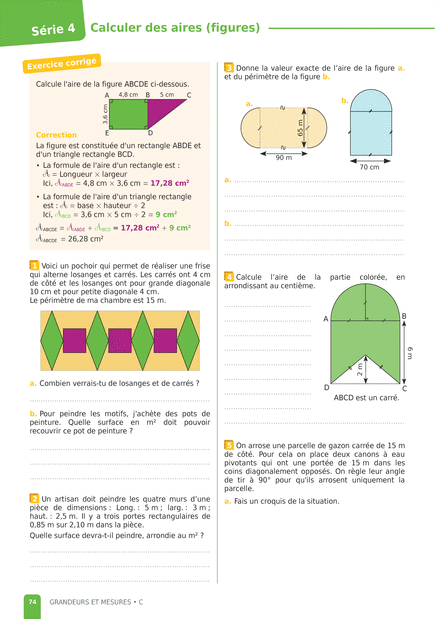 Série 4
Calculer des aires (figures)
Exercice corrigé
Calcule l'aire de la figure ABCDE ci-dessous.
A 4,8 cm B 5 cm C
3,6 cm
E D
Correction
La figure est constituée d'un rectangle ABDE et
d'un triangle rectangle BCD.
• La formule de l'aire d'un rectangle est :
𝒜 = Longueur × largeur
Ici, 𝒜ABDE = 4,8 cm × 3,6 cm = 17,28 cm²
• La formule de l'aire d'un triangle rectangle
est : 𝒜 = base × hauteur ÷ 2
Ici, 𝒜BCD = 3,6 cm × 5 cm ÷ 2 = 9 cm²
𝒜ABCDE = 𝒜ABDE + 𝒜BCD = 17,28 cm² + 9 cm²
𝒜ABCDE = 26,28 cm²
1 Voici un pochoir qui permet de réaliser une frise
qui alterne losanges et carrés. Les carrés ont 4 cm
de côté et les losanges ont pour grande diagonale
10 cm et pour petite diagonale 4 cm.
Le périmètre de ma chambre est 15 m.
a. Combien verrais-tu de losanges et de carrés ?
b. Pour peindre les motifs, j'achète des pots de
peinture. Quelle surface en m² doit pouvoir
recouvrir ce pot de peinture ?
2 Un artisan doit peindre les quatre murs d'une
pièce de dimensions : Long. : 5 m ; larg. : 3 m ;
haut. : 2,5 m. Il y a trois portes rectangulaires de
0,85 m sur 2,10 m dans la pièce.
Quelle surface devra-t-il peindre, arrondie au m² ?
3 Donne la valeur exacte de l'aire de la figure a.
et du périmètre de la figure b.
a.
65 m
90 m
b.
70 cm
a.
b.
4 Calcule l'aire de la partie colorée, en
arrondissant au centième.
A B
6 m
2 m
D C
ABCD est un carré.
5 On arrose une parcelle de gazon carrée de 15 m
de côté. Pour cela on place deux canons à eau
pivotants qui ont une portée de 15 m dans les
coins diagonalement opposés. On règle leur angle
de tir à 90° pour qu'ils arrosent uniquement la
parcelle.
a. Fais un croquis de la situation.
74 GRANDEURS ET MESURES • C